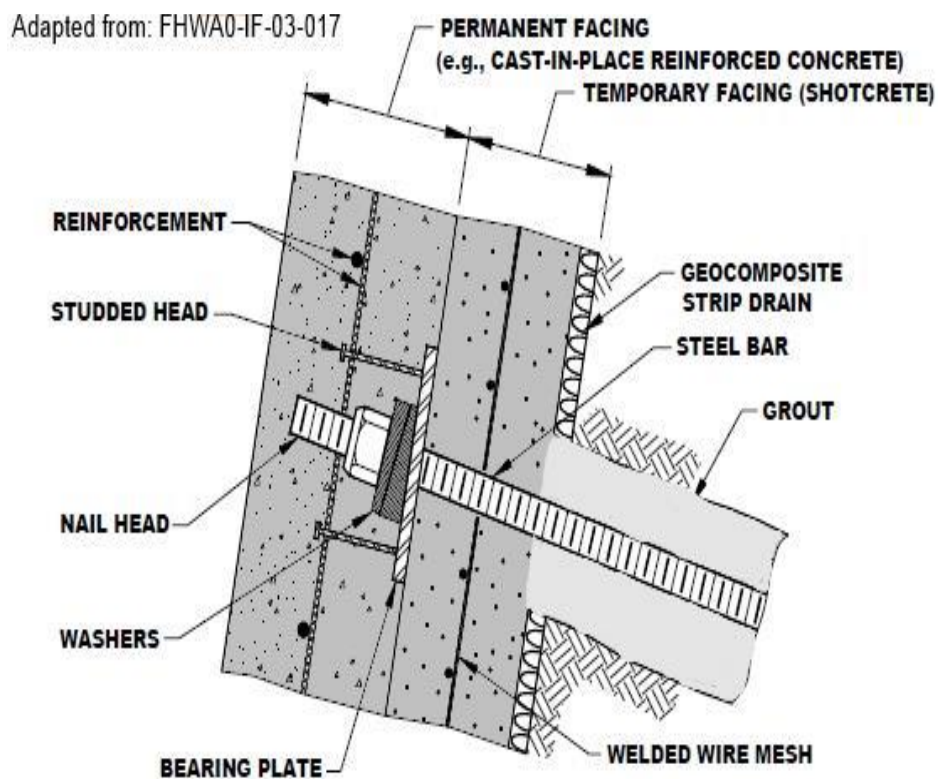 Adapted from: FHWA0-IF-03-017
PERMANENT FACING
(e.g., CAST-IN-PLACE REINFORCED CONCRETE)
TEMPORARY FACING (SHOTCRETE)
REINFORCEMENT
STUDDED HEAD
GEOCOMPOSITE
STRIP DRAIN
STEEL BAR
GROUT
NAIL HEAD
WASHERS
BEARING PLATE
WELDED WIRE MESH